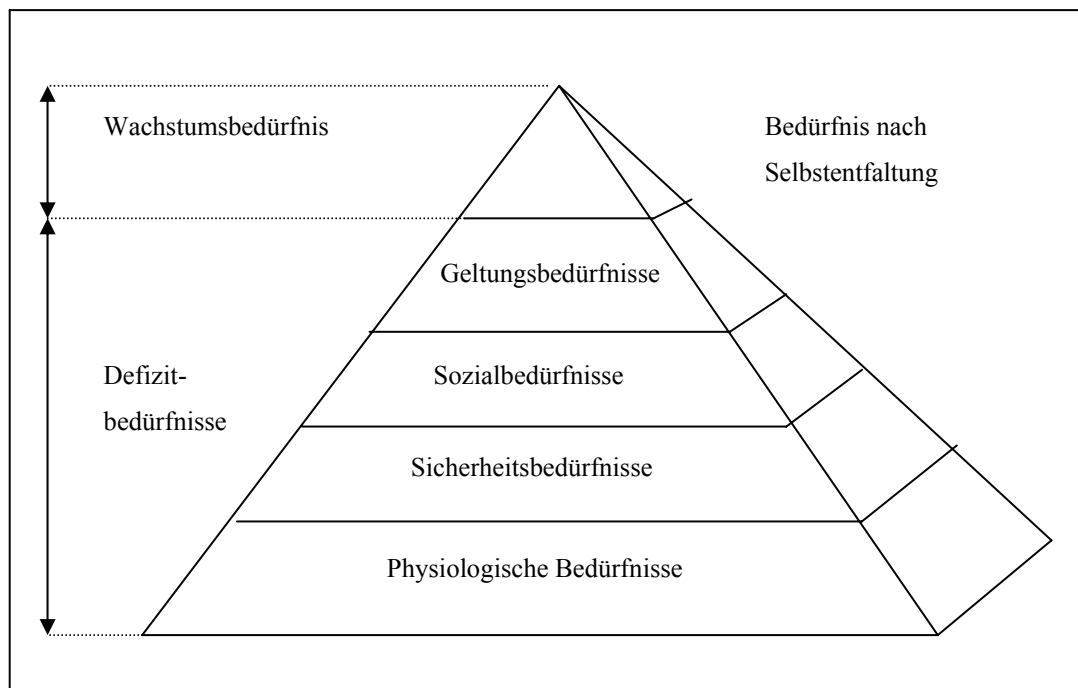 Wachstumsbedürfnis
Bedürfnis nach
Selbstentfaltung
Geltungsbedürfnisse
Defizit-
bedürfnisse
Sozialbedürfnisse
Sicherheitsbedürfnisse
Physiologische Bedürfnisse